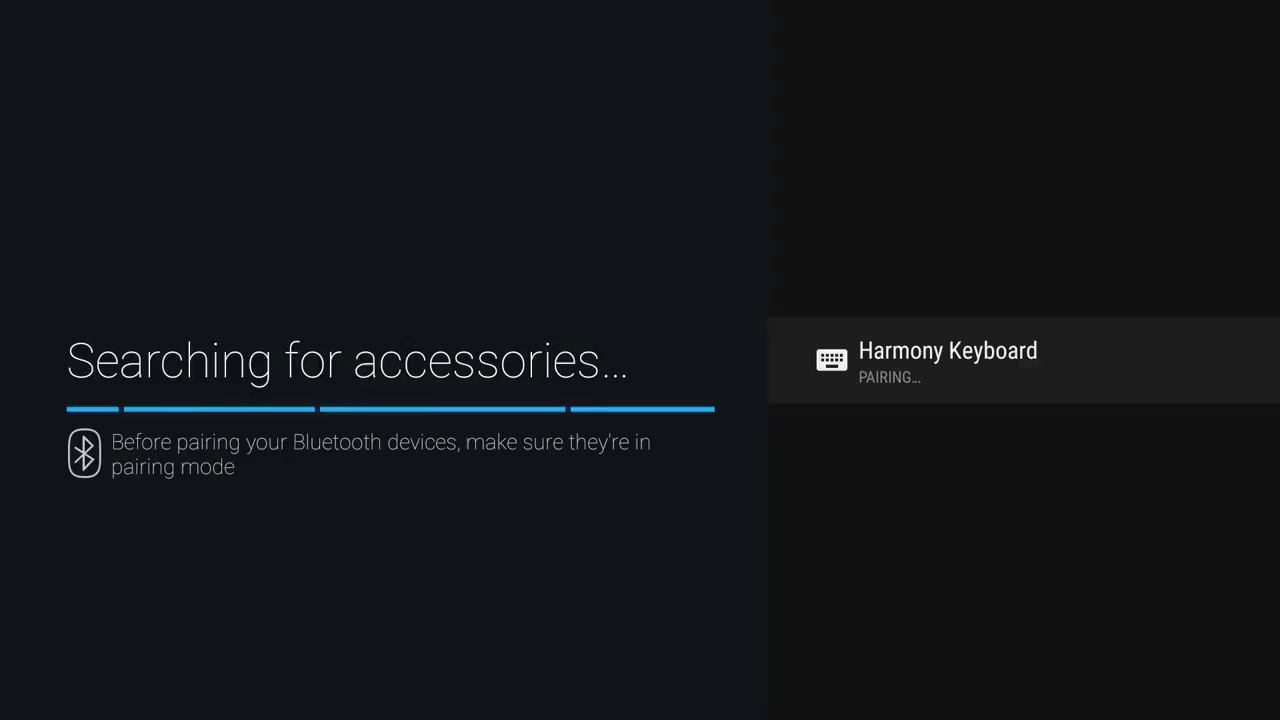 Searching for accessories...
Before pairing your Bluetooth devices, make sure they're in
pairing mode
Harmony Keyboard
PAIRING...